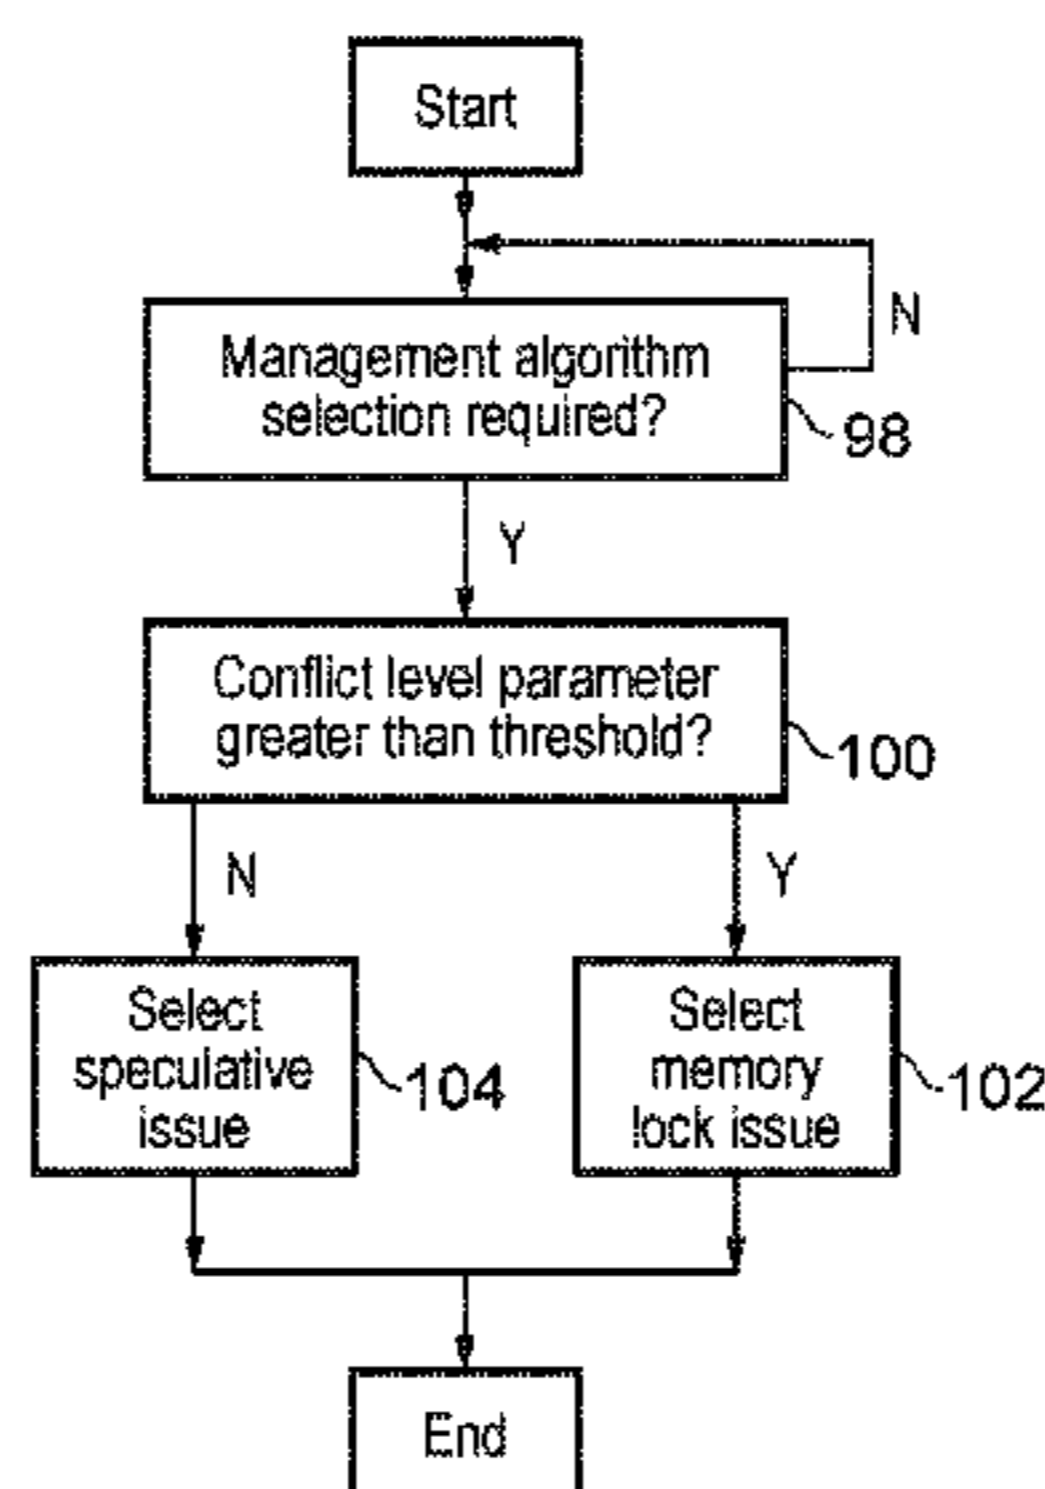 Start
N
Management algorithm
selection required?
98
Y
Conflict level parameter
greater than threshold?
100
N
Y
Select
speculative
issue
104
Select
memory
lock issue
102
End